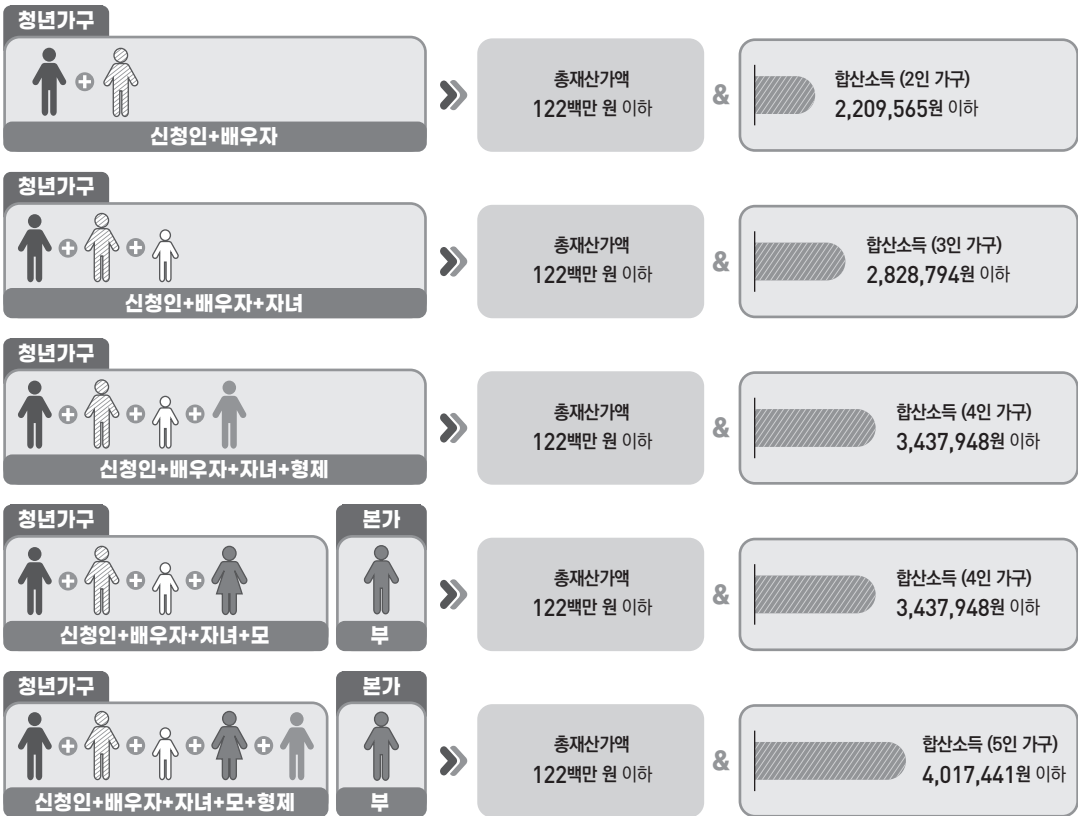 청년가구
신청인+배우자
총재산가액
122백만 원 이하
&
합산소득 (2인 가구)
2,209,565원 이하
청년가구
신청인+배우자+자녀
총재산가액
122백만 원 이하
&
합산소득 (3인 가구)
2,828,794원 이하
청년가구
신청인+배우자+자녀+형제
총재산가액
122백만 원 이하
&
합산소득 (4인 가구)
3,437,948원 이하
청년가구
신청인+배우자+자녀+모
본가
부
총재산가액
122백만 원 이하
&
합산소득 (4인 가구)
3,437,948원 이하
청년가구
신청인+배우자+자녀+모+형제
본가
부
총재산가액
122백만 원 이하
&
합산소득 (5인 가구)
4,017,441원 이하